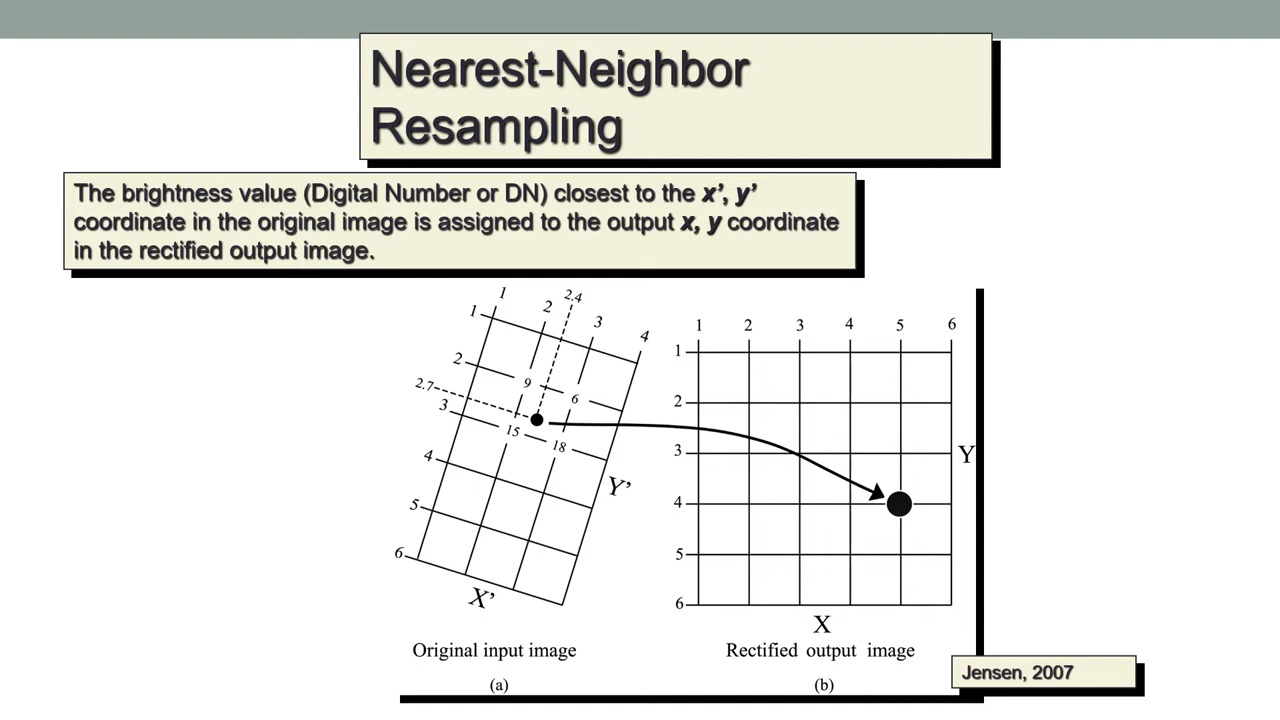 Nearest-Neighbor
Resampling
The brightness value (Digital Number or DN) closest to the x’, y’
coordinate in the original image is assigned to the output x, y coordinate
in the rectified output image.
1 2 2.4 3 4
1
2
2.7
3
4
5
6
9 6
15 18
Y’
X’
Original input image
(a)
1 2 3 4 5 6
1
2
3
4
5
6
Y
X
Rectified output image
(b)
Jensen, 2007